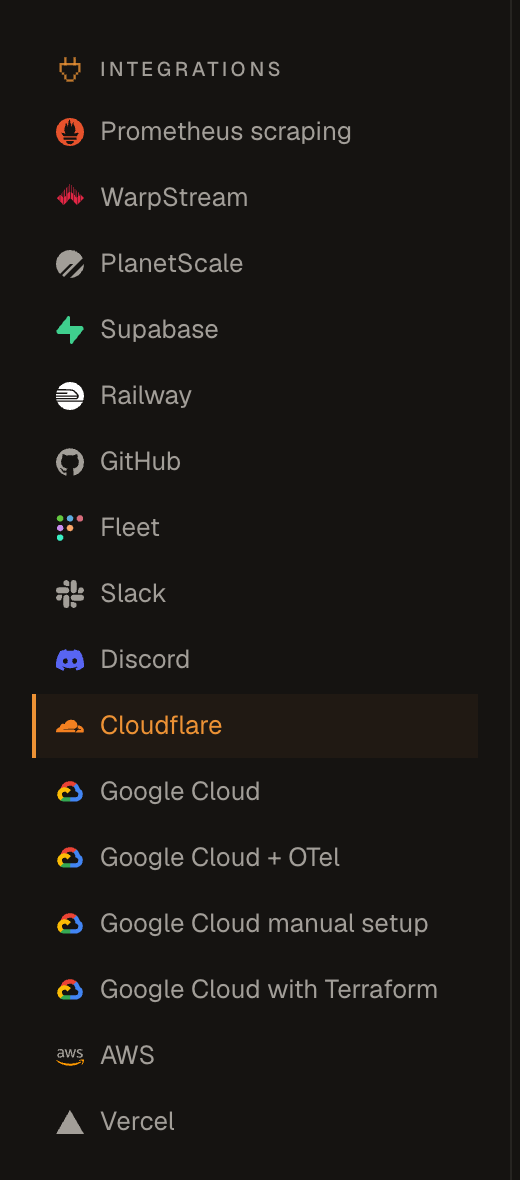 INTEGRATIONS
Prometheus scraping
WarpStream
PlanetScale
Supabase
Railway
GitHub
Fleet
Slack
Discord
Cloudflare
Google Cloud
Google Cloud + OTel
Google Cloud manual setup
Google Cloud with Terraform
aws AWS
Vercel